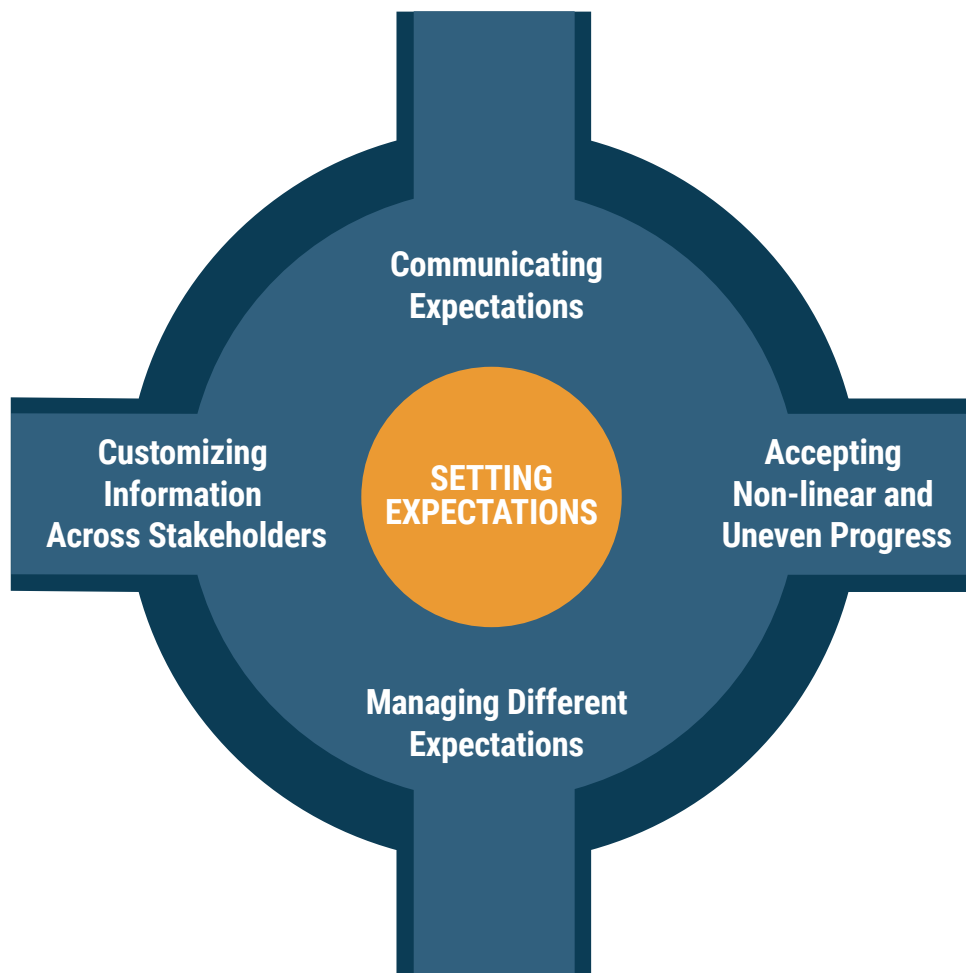 Communicating
Expectations
Customizing
Information
Across Stakeholders
SETTING
EXPECTATIONS
Accepting
Non-linear and
Uneven Progress
Managing Different
Expectations